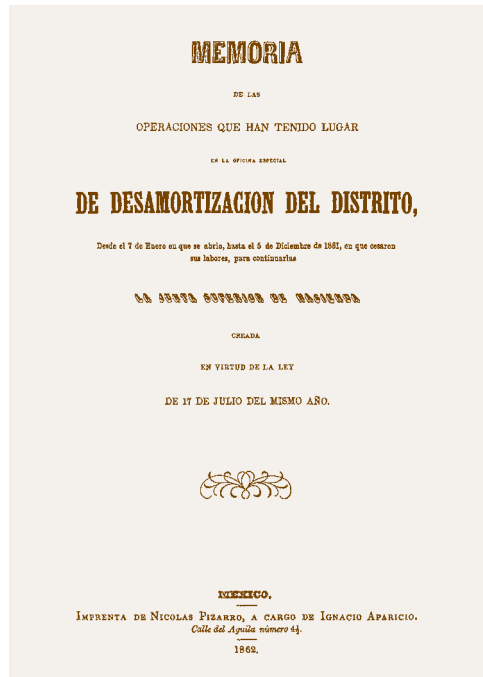 MEMORIA
DE LAS
OPERACIONES QUE HAN TENIDO LUGAR
EN LA OFICINA ESPECIAL
DE DESAMORTIZACION DEL DISTRITO,
Desde el 7 de Enero en que se abrio, hasta el 5 de Diciembre de 1861, en que cesaron
sus labores, para continuarlas
LA JUNTA SUPERIOR DE HACIENDA
CREADA
EN VIRTUD DE LA LEY
DE 17 DE JULIO DEL MISMO AÑO.
MEXICO.
IMPRENTA DE NICOLAS PIZARRO, A CARGO DE IGNACIO APARICIO.
Calle del Aguila número 4½.
1862.